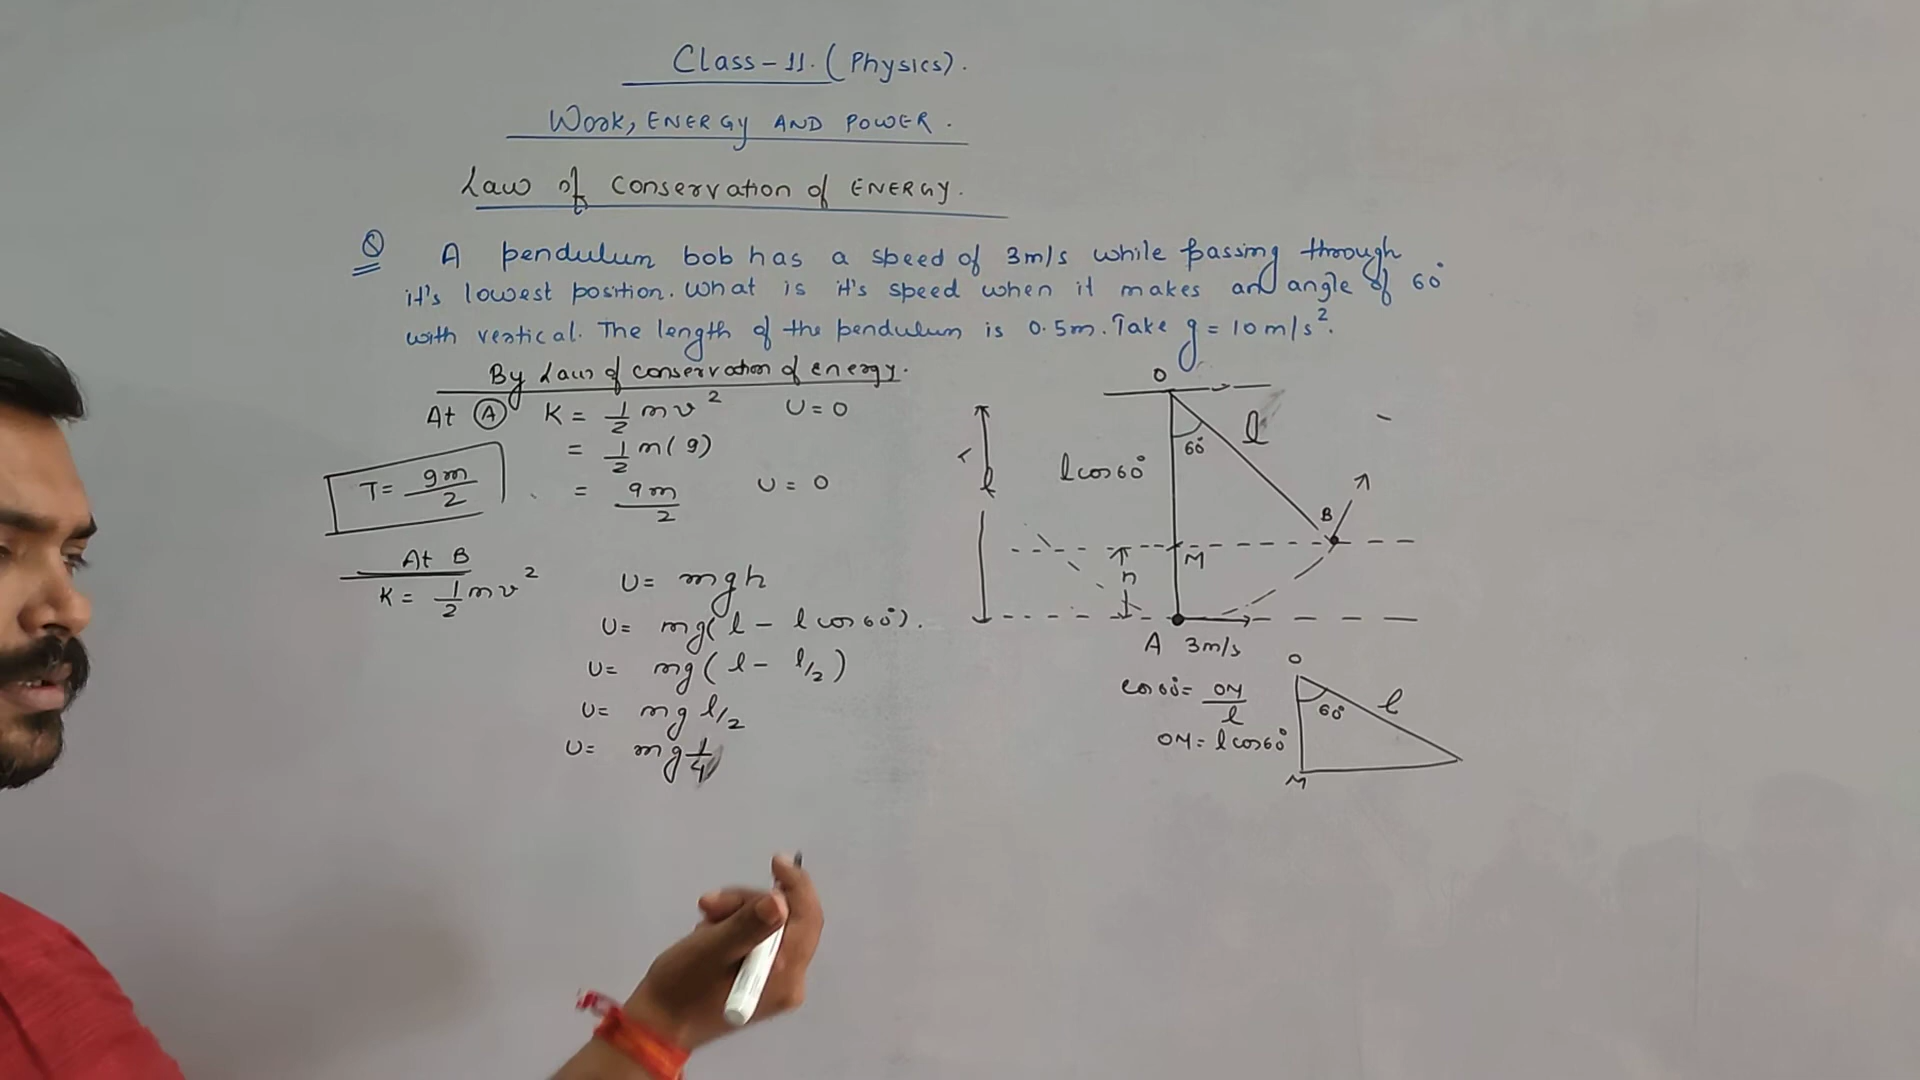 Class-11. (Physics).
Work, ENERGY AND POWER.
Law of Conservation of ENERGY.
Q A pendulum bob has a speed of 3m/s while passing through
it's lowest position. What is it's speed when it makes an angle of 60°
with vertical. The length of the pendulum is 0.5m. Take g = 10 m/s².
By Law of conservation of energy.
At A K = 1/2 mv² U = 0
= 1/2 m(9)
T = 9m/2 = 9m/2 U = 0
At B
K = 1/2 mv² U = mgh
U = mg(l - l cos 60°).
U = mg(l - l/2)
U = mg l/2
U = mg 1/4
O
l
60°
l cos 60°
l
B
M
h
A 3m/s
O
cos 60° = OM/l
60° l
OM = l cos 60°
M